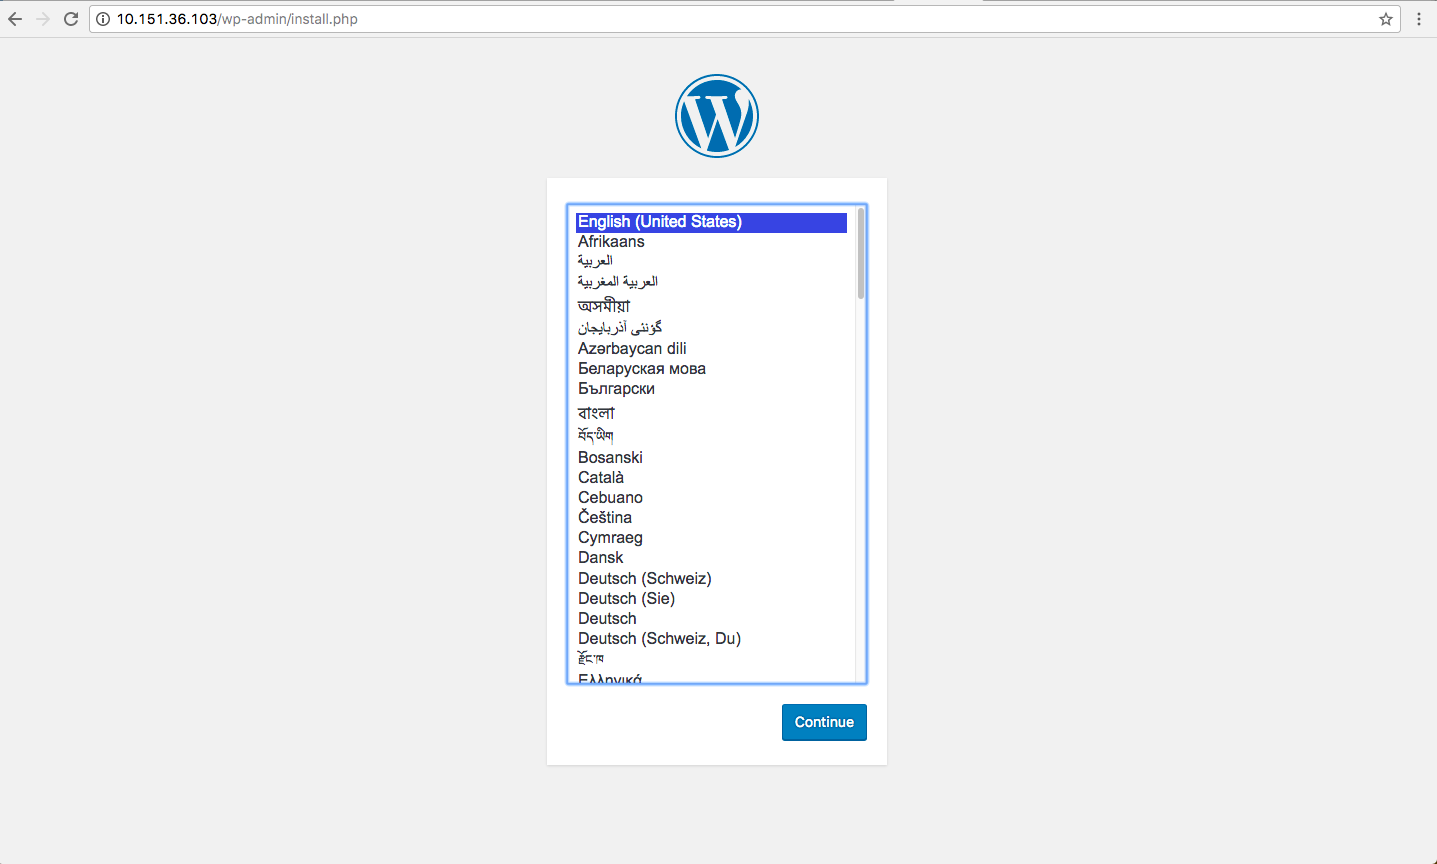 10.151.36.103/wp-admin/install.php
English (United States)
Afrikaans
العربية
العربية المغربية
অসমীয়া
گؤنئی آذربایجان
Azərbaycan dili
Беларуская мова
Български
বাংলা
བོད་ཡིག
Bosanski
Català
Cebuano
Čeština
Cymraeg
Dansk
Deutsch (Schweiz)
Deutsch (Sie)
Deutsch
Deutsch (Schweiz, Du)
རྫོང་ཁ
Ελληνικά
Continue